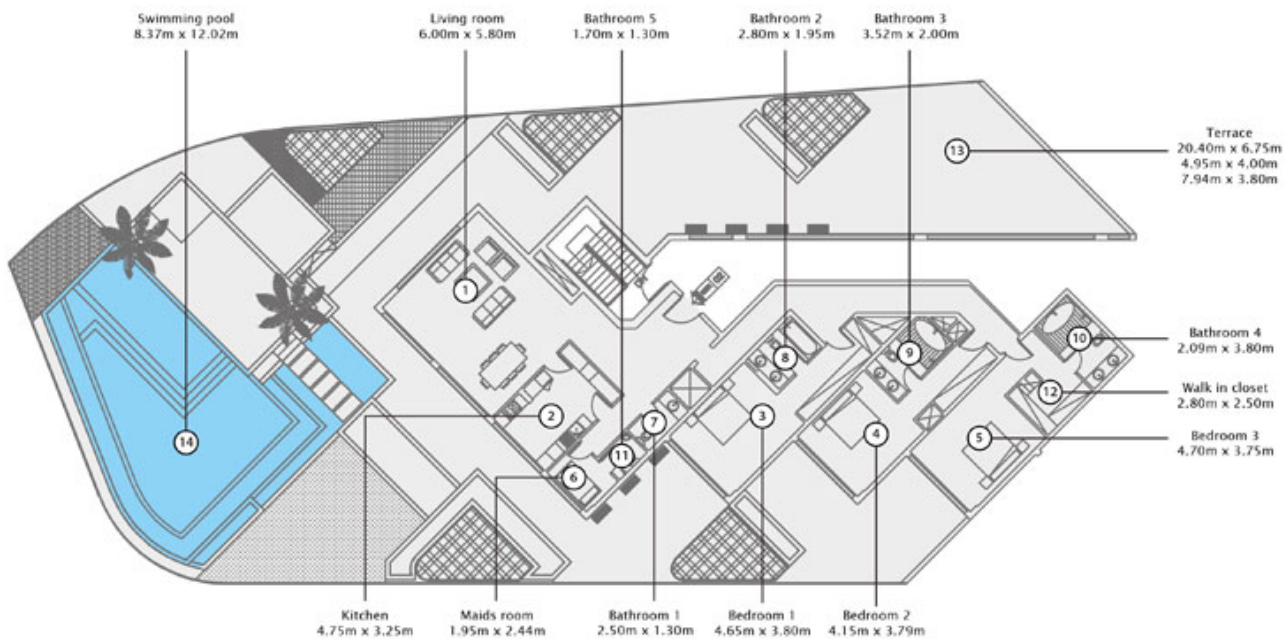 Swimming pool
8.37m x 12.02m
Living room
6.00m x 5.80m
Bathroom 5
1.70m x 1.30m
Bathroom 2
2.80m x 1.95m
Bathroom 3
3.52m x 2.00m
Terrace
20.40m x 6.75m
4.95m x 4.00m
7.94m x 3.80m
Bathroom 4
2.09m x 3.80m
Walk in closet
2.80m x 2.50m
Bedroom 3
4.70m x 3.75m
13
1
10
8
9
12
2
7
3
4
5
14
11
6
Kitchen
4.75m x 3.25m
Maids room
1.95m x 2.44m
Bathroom 1
2.50m x 1.30m
Bedroom 1
4.65m x 3.80m
Bedroom 2
4.15m x 3.79m